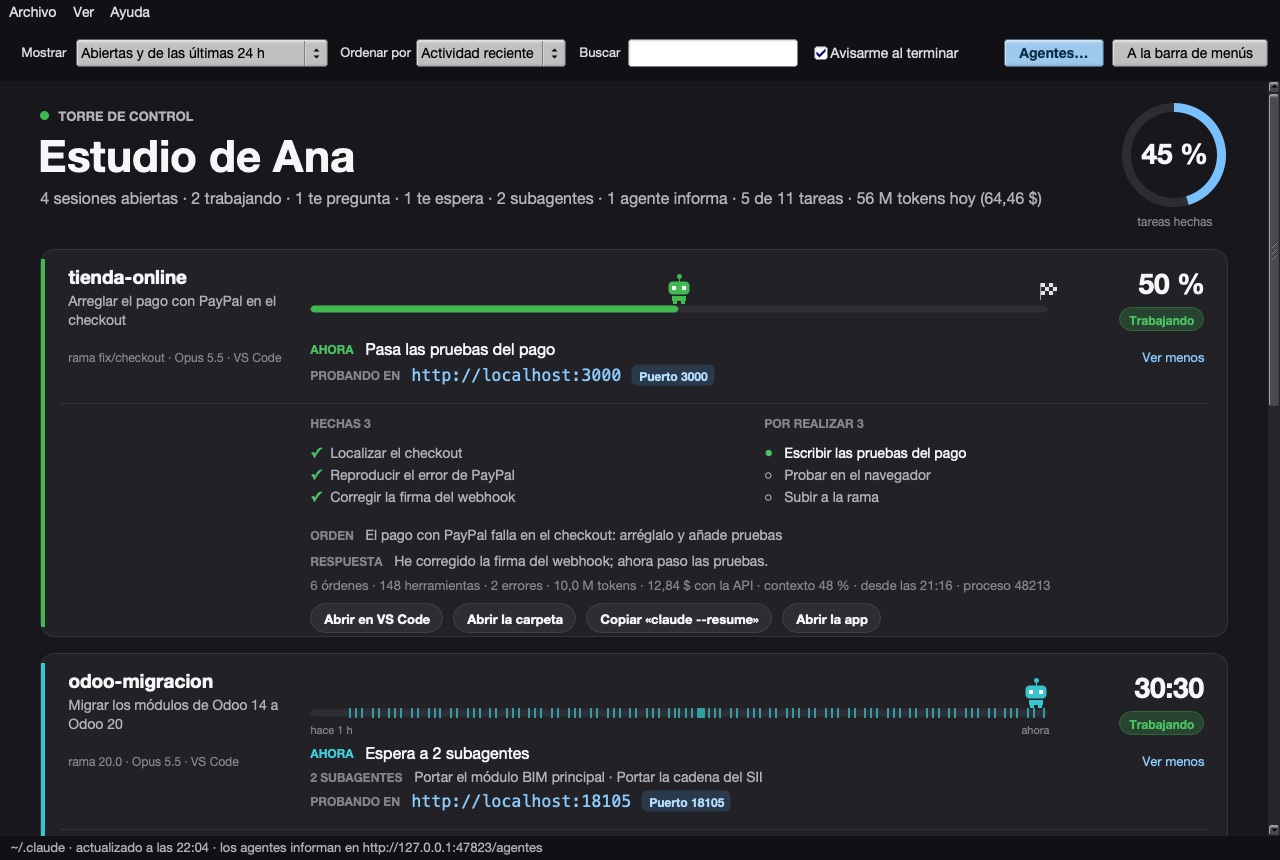 Archivo Ver Ayuda
Mostrar Abiertas y de las últimas 24 h Ordenar por Actividad reciente Buscar Avisarme al terminar Agentes... A la barra de menús
TORRE DE CONTROL
Estudio de Ana
4 sesiones abiertas · 2 trabajando · 1 te pregunta · 1 te espera · 2 subagentes · 1 agente informa · 5 de 11 tareas · 56 M tokens hoy (64,46 $)
45 %
tareas hechas
tienda-online
Arreglar el pago con PayPal en el
checkout
rama fix/checkout · Opus 5.5 · VS Code
50 %
Trabajando
Ver menos
AHORA Pasa las pruebas del pago
PROBANDO EN http://localhost:3000 Puerto 3000
HECHAS 3
✔ Localizar el checkout
✔ Reproducir el error de PayPal
✔ Corregir la firma del webhook
POR REALIZAR 3
● Escribir las pruebas del pago
○ Probar en el navegador
○ Subir a la rama
ORDEN El pago con PayPal falla en el checkout: arréglalo y añade pruebas
RESPUESTA He corregido la firma del webhook; ahora paso las pruebas.
6 órdenes · 148 herramientas · 2 errores · 10,0 M tokens · 12,84 $ con la API · contexto 48 % · desde las 21:16 · proceso 48213
Abrir en VS Code Abrir la carpeta Copiar «claude --resume» Abrir la app
odoo-migracion
Migrar los módulos de Odoo 14 a
Odoo 20
rama 20.0 · Opus 5.5 · VS Code
30:30
Trabajando
Ver menos
hace 1 h ahora
AHORA Espera a 2 subagentes
2 SUBAGENTES Portar el módulo BIM principal · Portar la cadena del SII
PROBANDO EN http://localhost:18105 Puerto 18105
~/.claude · actualizado a las 22:04 · los agentes informan en http://127.0.0.1:47823/agentes